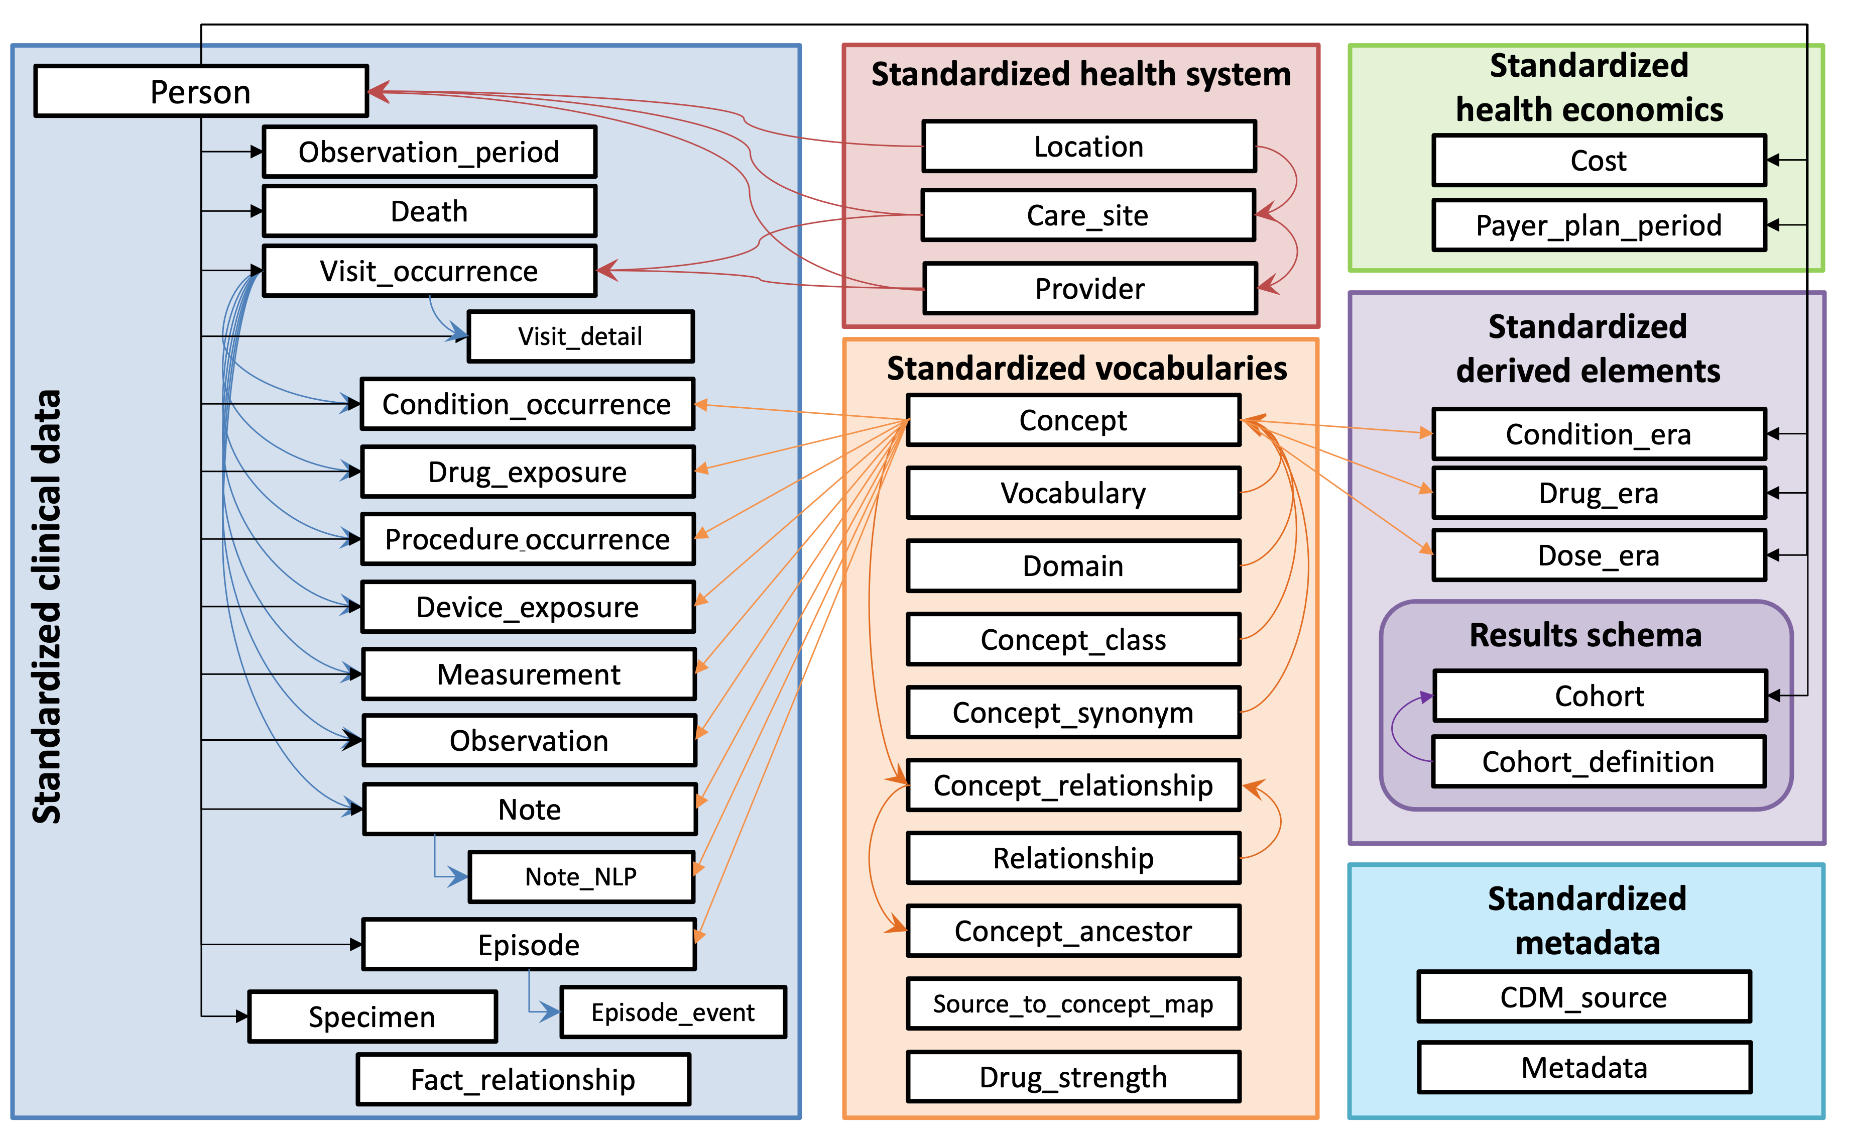 Standardized clinical data
Person
Observation_period
Death
Visit_occurrence
Visit_detail
Condition_occurrence
Drug_exposure
Procedure_occurrence
Device_exposure
Measurement
Observation
Note
Note_NLP
Episode
Episode_event
Specimen
Fact_relationship
Standardized health system
Location
Care_site
Provider
Standardized vocabularies
Concept
Vocabulary
Domain
Concept_class
Concept_synonym
Concept_relationship
Relationship
Concept_ancestor
Source_to_concept_map
Drug_strength
Standardized
health economics
Cost
Payer_plan_period
Standardized
derived elements
Condition_era
Drug_era
Dose_era
Results schema
Cohort
Cohort_definition
Standardized
metadata
CDM_source
Metadata